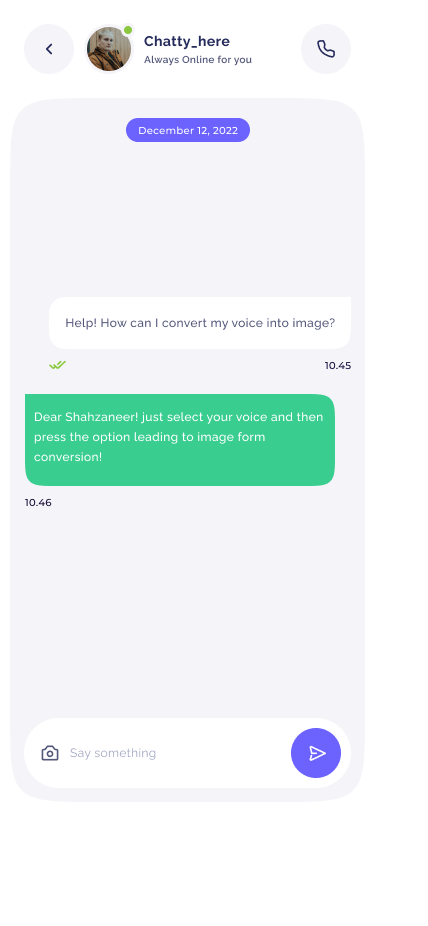 Chatty_here
Always Online for you
December 12, 2022
Help! How can I convert my voice into image?
10.45
Dear Shahzaneer! just select your voice and then
press the option leading to image form
conversion!
10.46
Say something